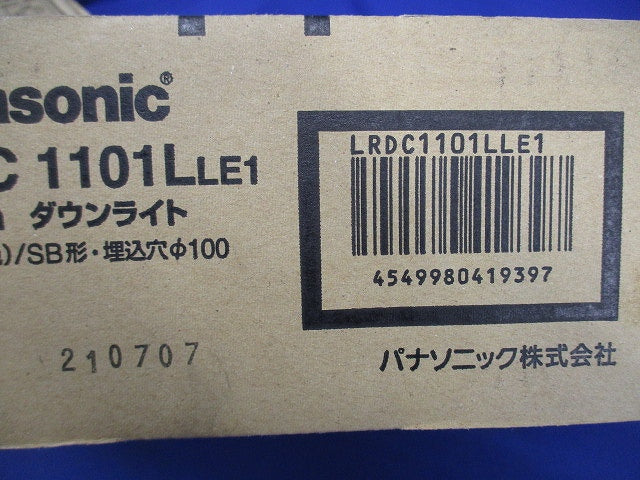 asonic®
C 1101LLE1
ダウンライト
)/SB形・埋込穴Φ100
210707
LRDC1101LLE1
4549980419397
パナソニック株式会社